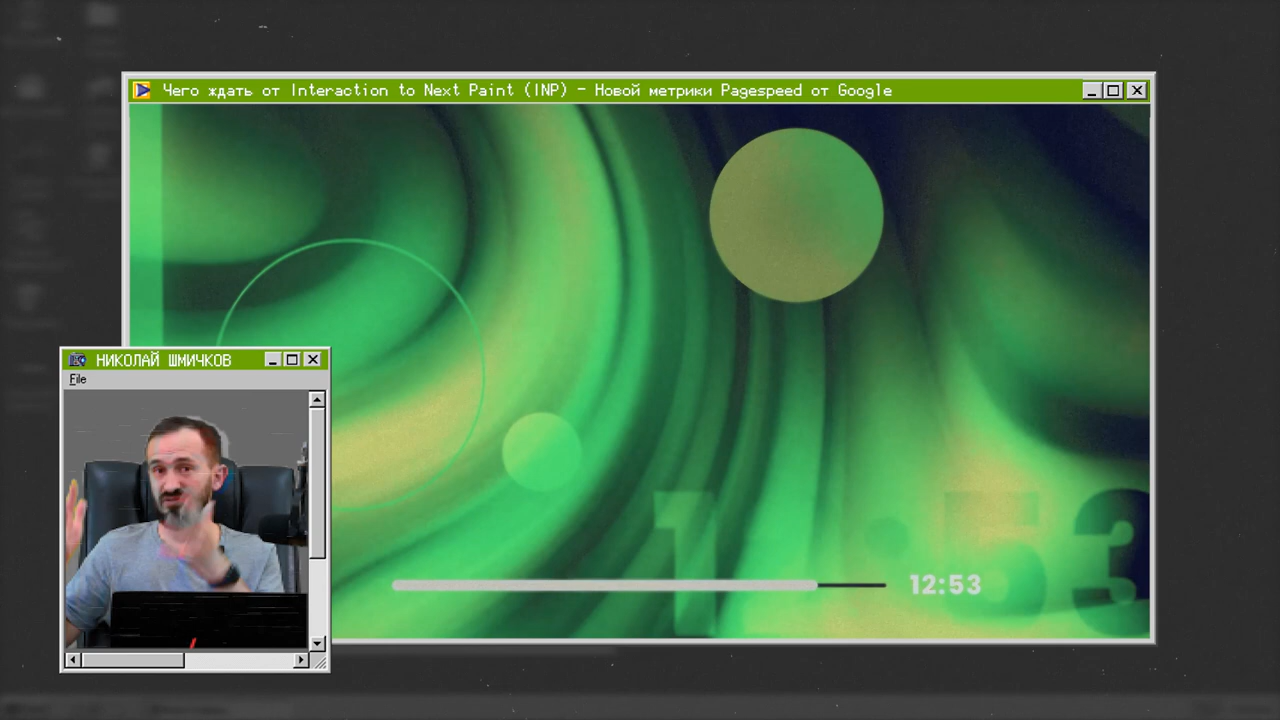 Чего ждать от Interaction to Next Paint (INP) - Новой метрики Pagespeed от Google
НИКОЛАЙ ШМИЧКОВ
File
12:53